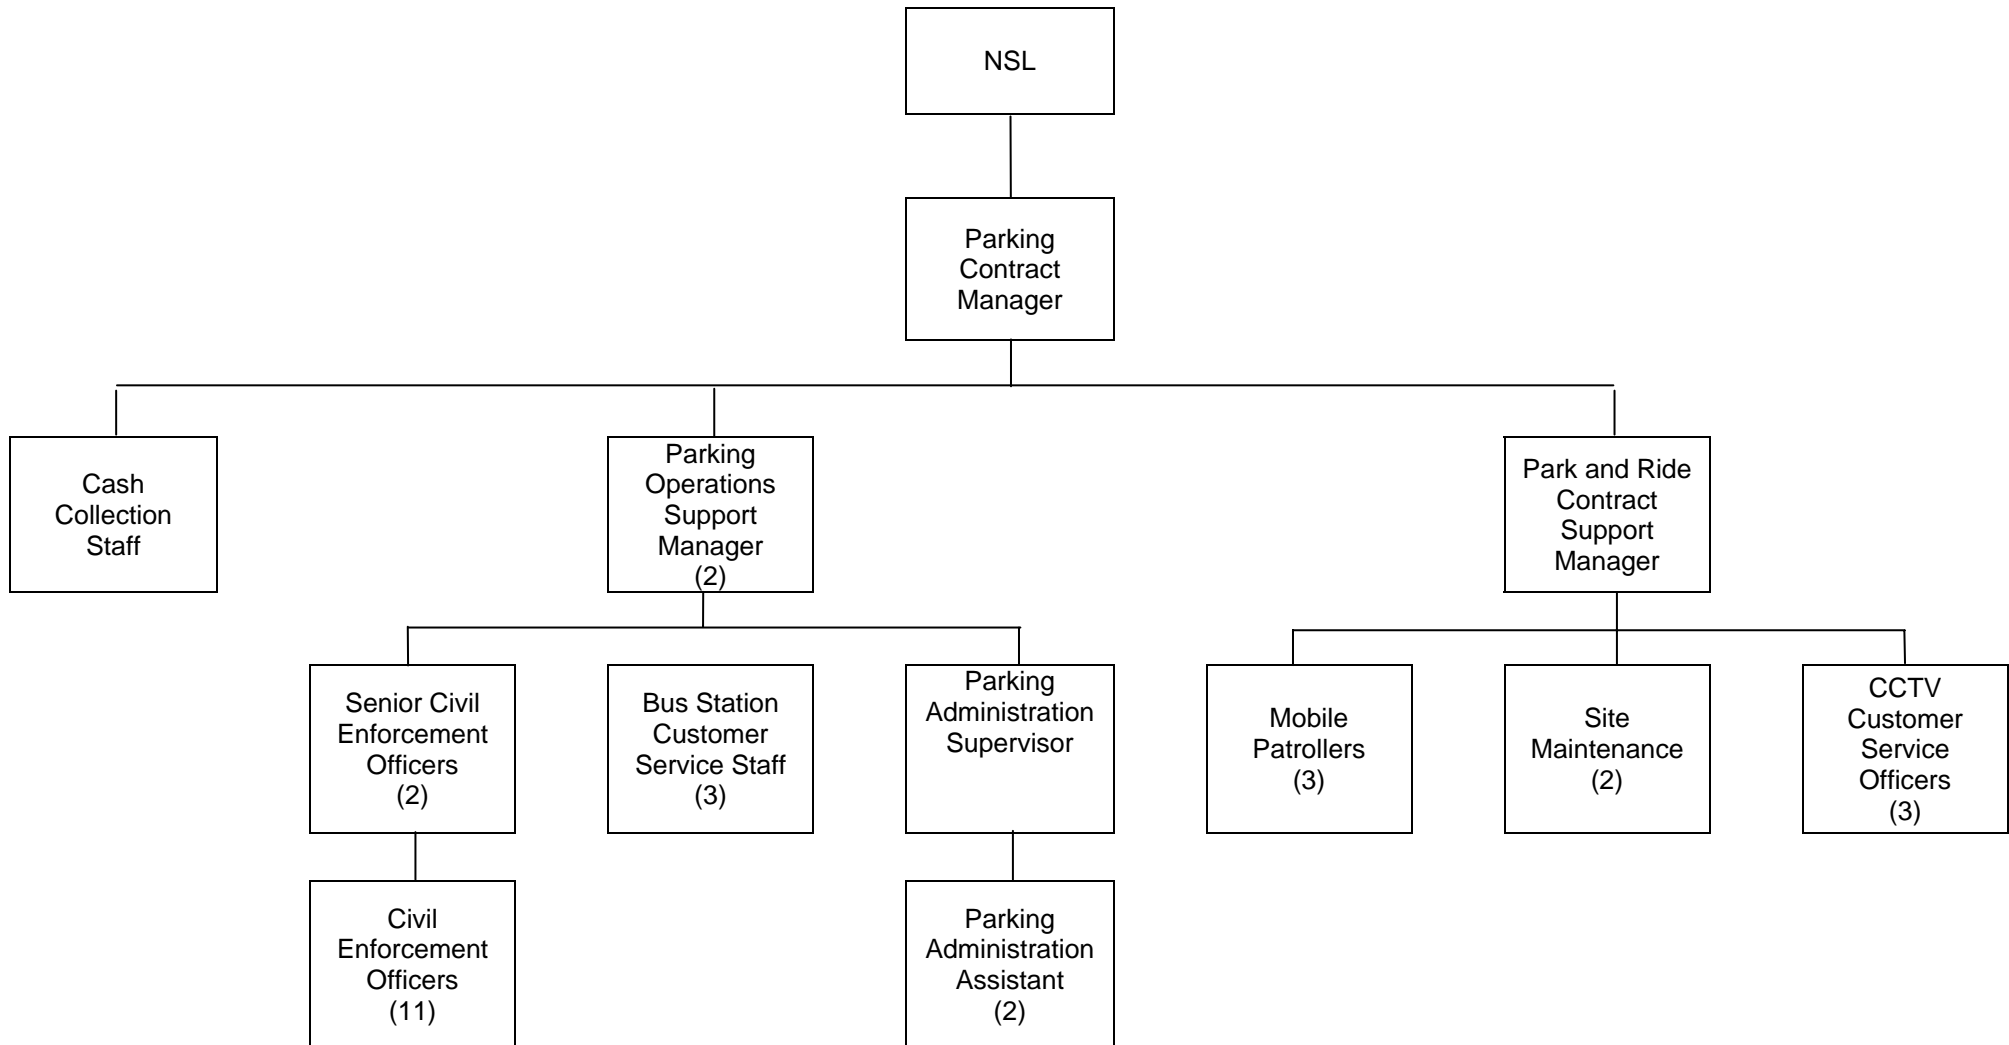 NSL
Parking
Contract
Manager
Cash
Collection
Staff
Parking
Operations
Support
Manager
(2)
Park and Ride
Contract
Support
Manager
Senior Civil
Enforcement
Officers
(2)
Bus Station
Customer
Service Staff
(3)
Parking
Administration
Supervisor
Mobile
Patrollers
(3)
Site
Maintenance
(2)
CCTV
Customer
Service
Officers
(3)
Civil
Enforcement
Officers
(11)
Parking
Administration
Assistant
(2)